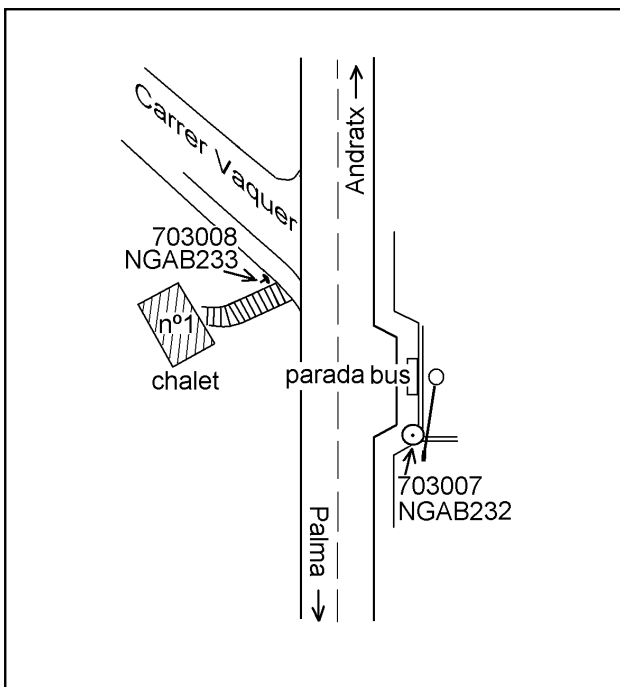 Carrer Vaquer
Andratx
703008
NGAB233
nº1
chalet
parada bus
703007
NGAB232
Palma